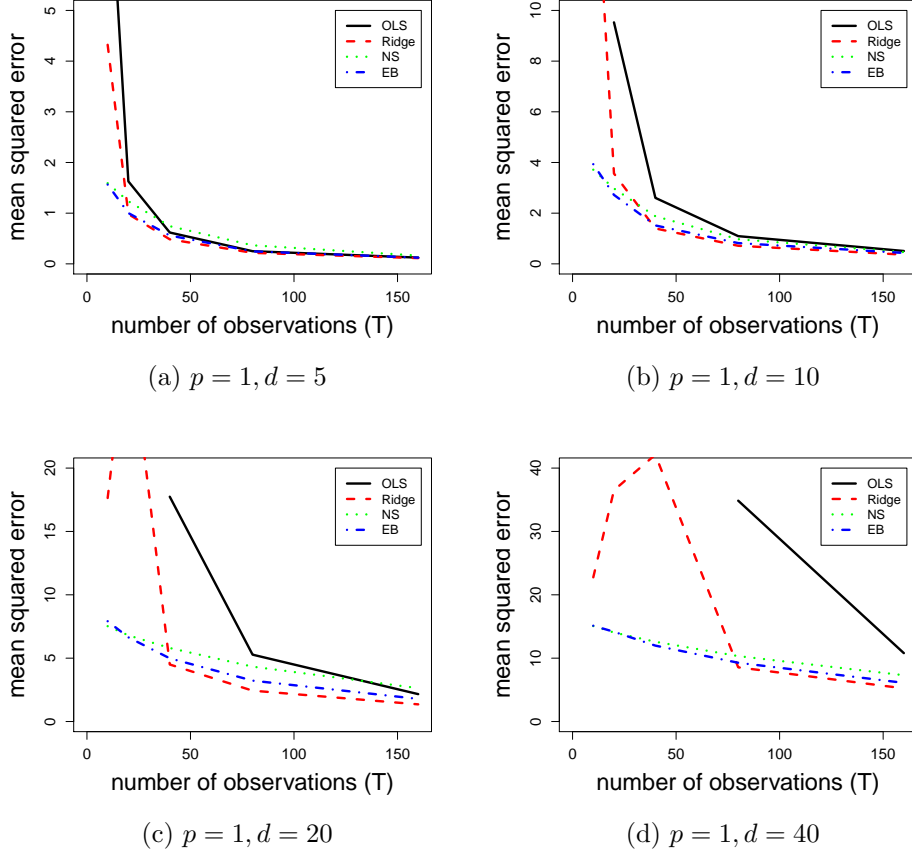 OLS
Ridge
NS
EB
mean squared error
0 1 2 3 4 5
0 50 100 150
number of observations (T)
(a) p = 1, d = 5
OLS
Ridge
NS
EB
mean squared error
0 2 4 6 8 10
0 50 100 150
number of observations (T)
(b) p = 1, d = 10
OLS
Ridge
NS
EB
mean squared error
0 5 10 15 20
0 50 100 150
number of observations (T)
(c) p = 1, d = 20
OLS
Ridge
NS
EB
mean squared error
0 10 20 30 40
0 50 100 150
number of observations (T)
(d) p = 1, d = 40